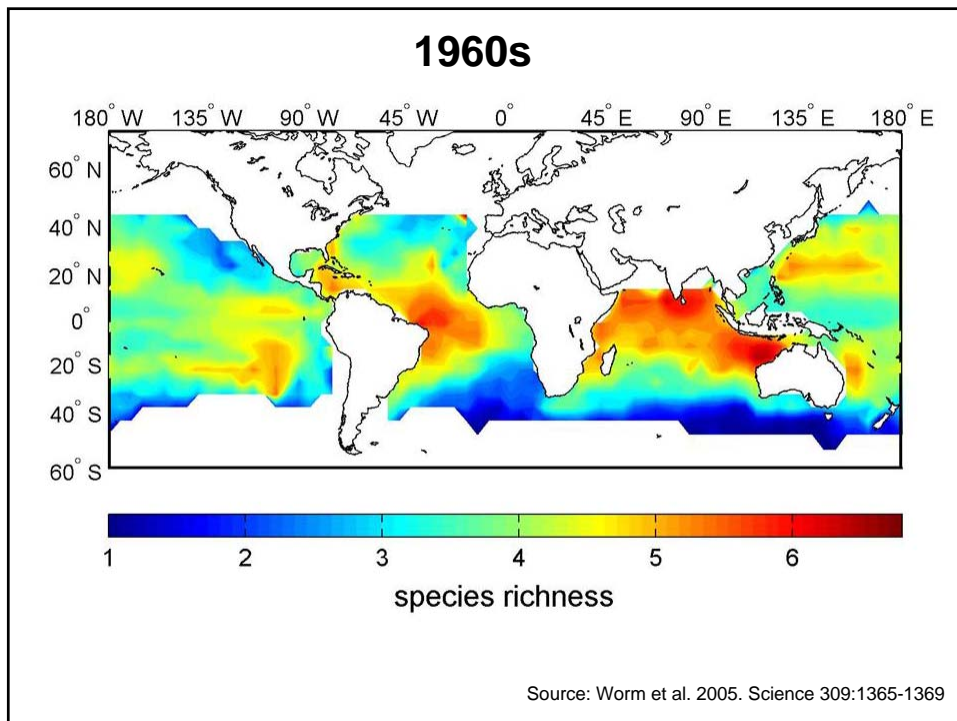 1960s
180° W 135° W 90° W 45° W 0° 45° E 90° E 135° E 180° E
60° N
40° N
20° N
0°
20° S
40° S
60° S
1 2 3 4 5 6
species richness
Source: Worm et al. 2005. Science 309:1365-1369